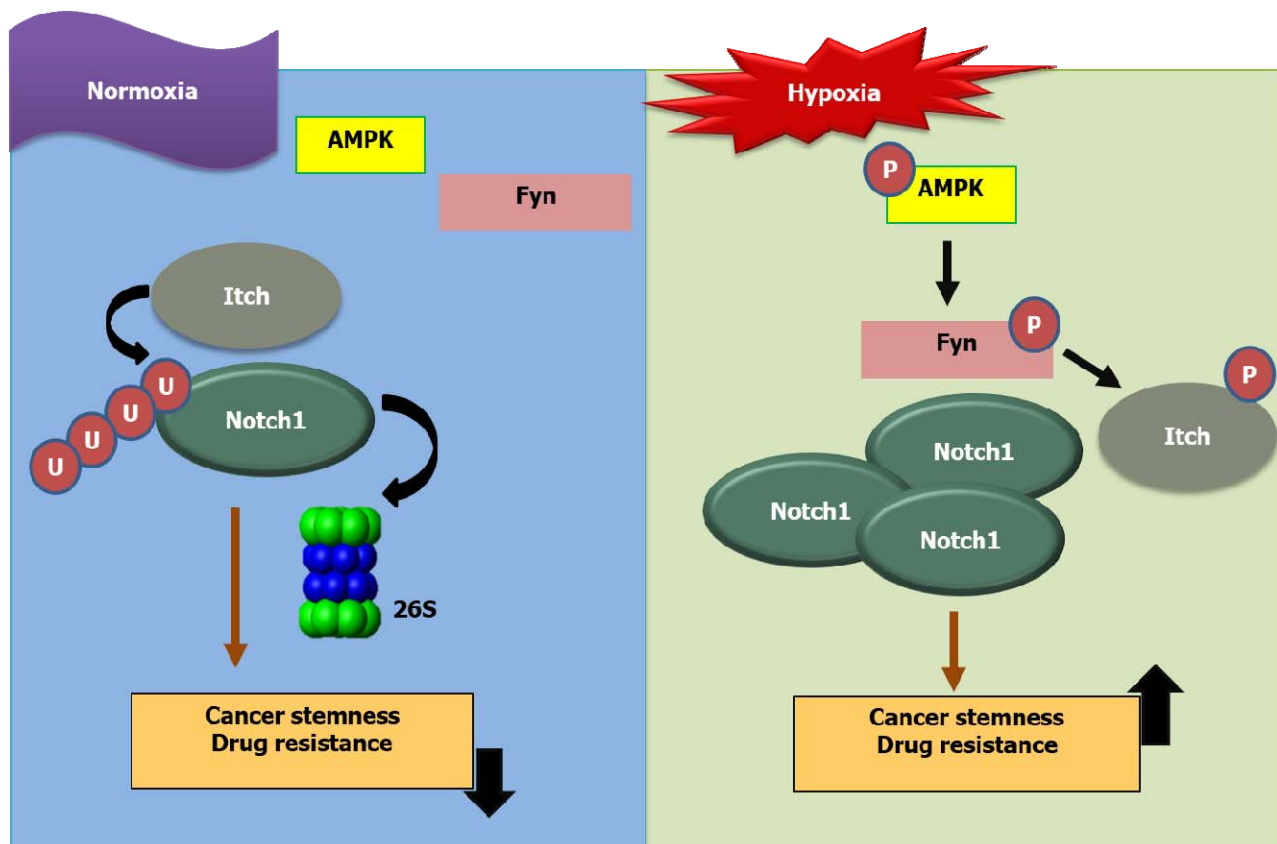 Normoxia
AMPK
Fyn
Itch
U
U
U
U
Notch1
26S
Cancer stemness
Drug resistance
Hypoxia
P
AMPK
P
Fyn
P
Itch
Notch1
Notch1
Notch1
Cancer stemness
Drug resistance